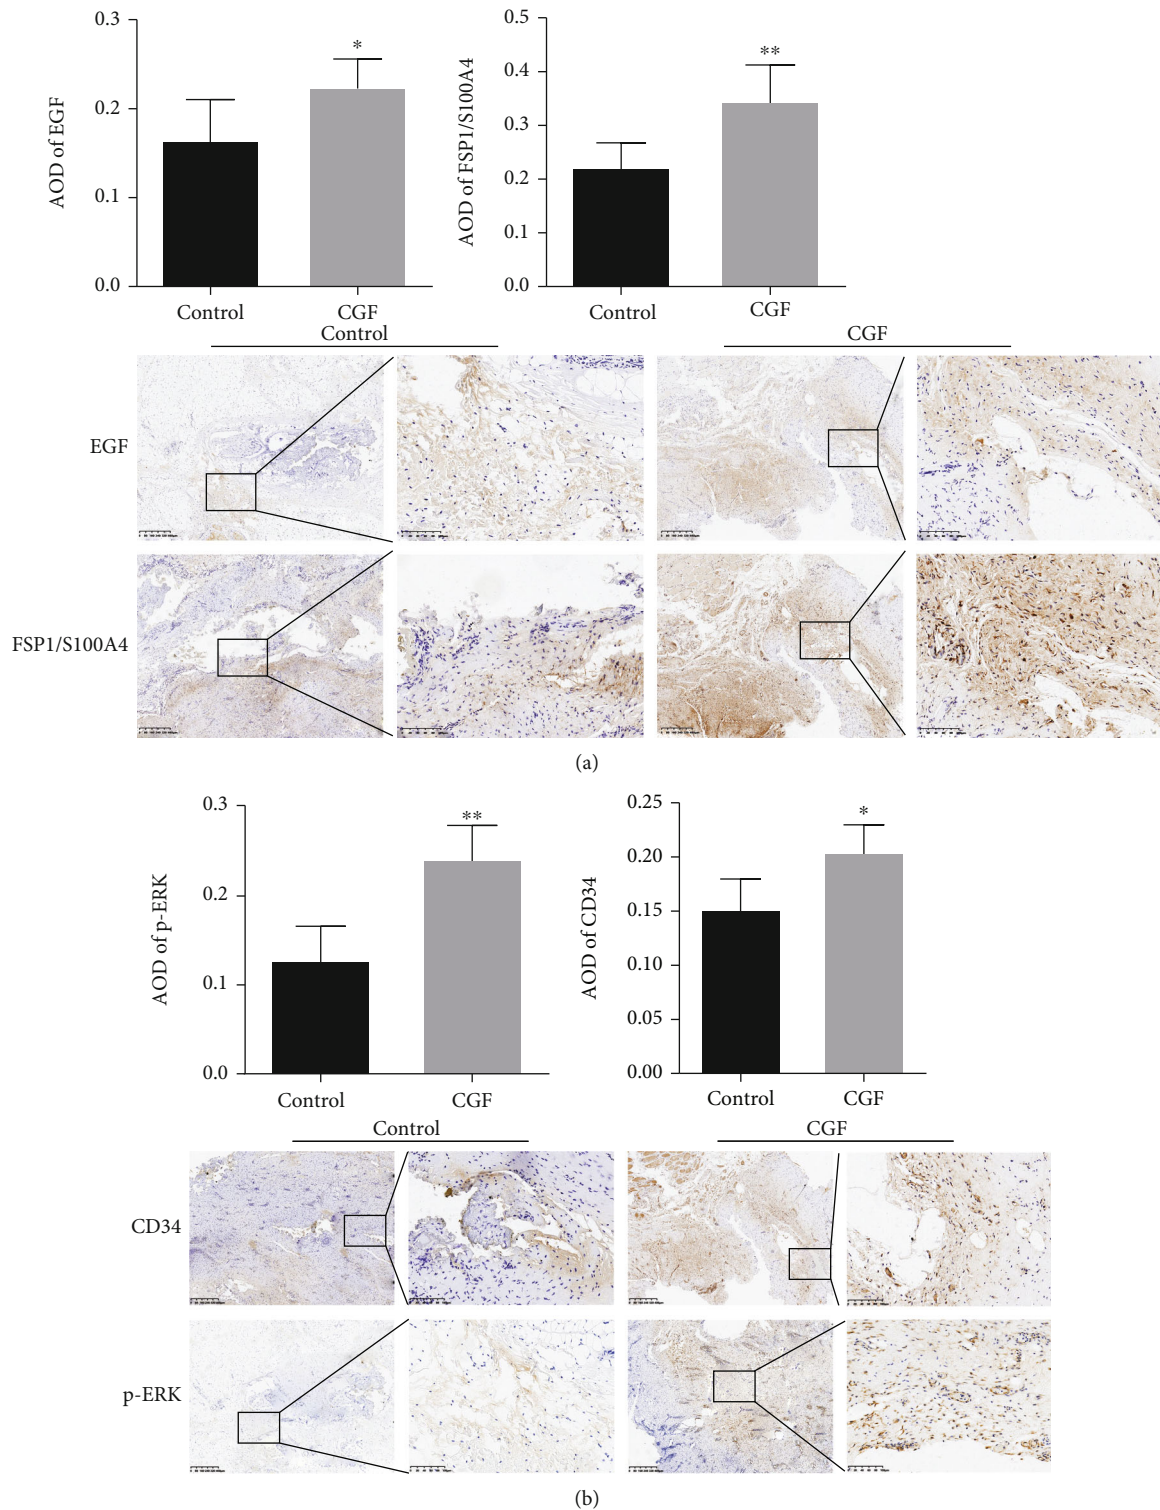 0.3
0.2
0.1
0.0
AOD of EGF
*
Control
CGF
0.5
0.4
0.3
0.2
0.1
0.0
AOD of FSP1/S100A4
**
Control
CGF
Control
CGF
EGF
FSP1/S100A4
(a)
0.3
0.2
0.1
0.0
AOD of p-ERK
**
Control
CGF
0.25
0.20
0.15
0.10
0.05
0.00
AOD of CD34
*
Control
CGF
Control
CGF
CD34
p-ERK
(b)